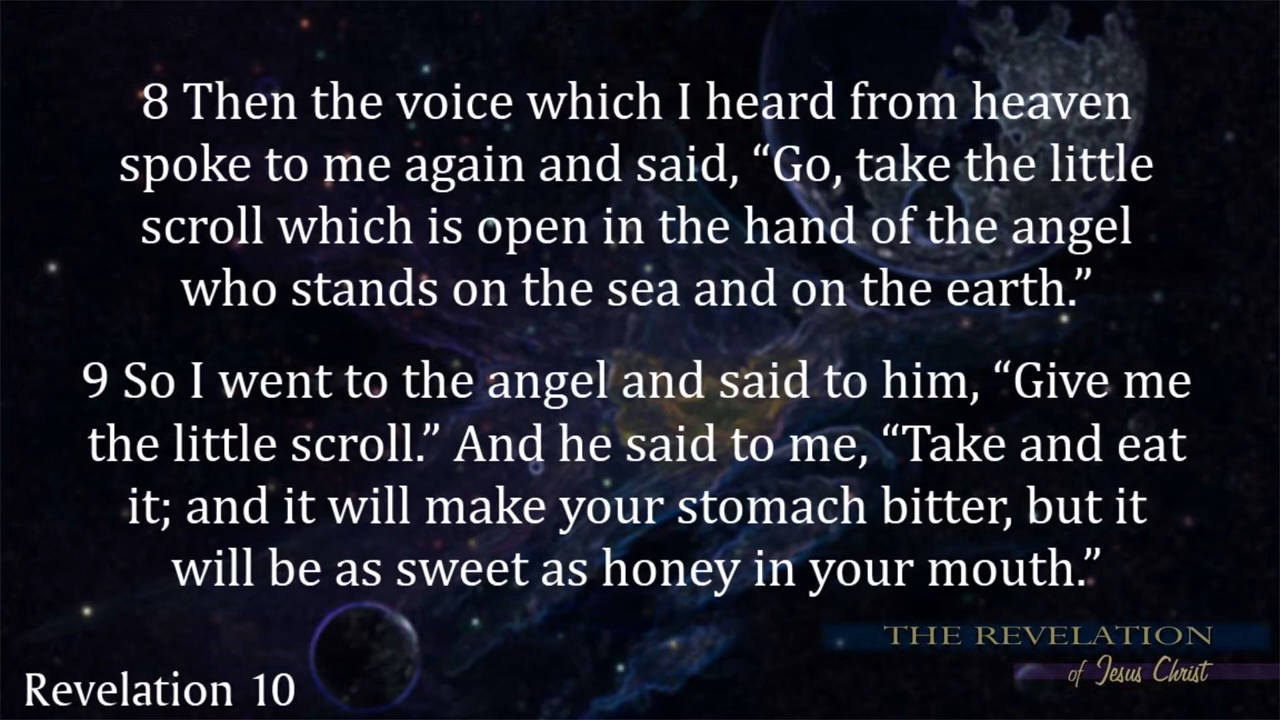 8 Then the voice which I heard from heaven
spoke to me again and said, “Go, take the little
scroll which is open in the hand of the angel
who stands on the sea and on the earth.”
9 So I went to the angel and said to him, “Give me
the little scroll.” And he said to me, “Take and eat
it; and it will make your stomach bitter, but it
will be as sweet as honey in your mouth.”
THE REVELATION
of Jesus Christ
Revelation 10